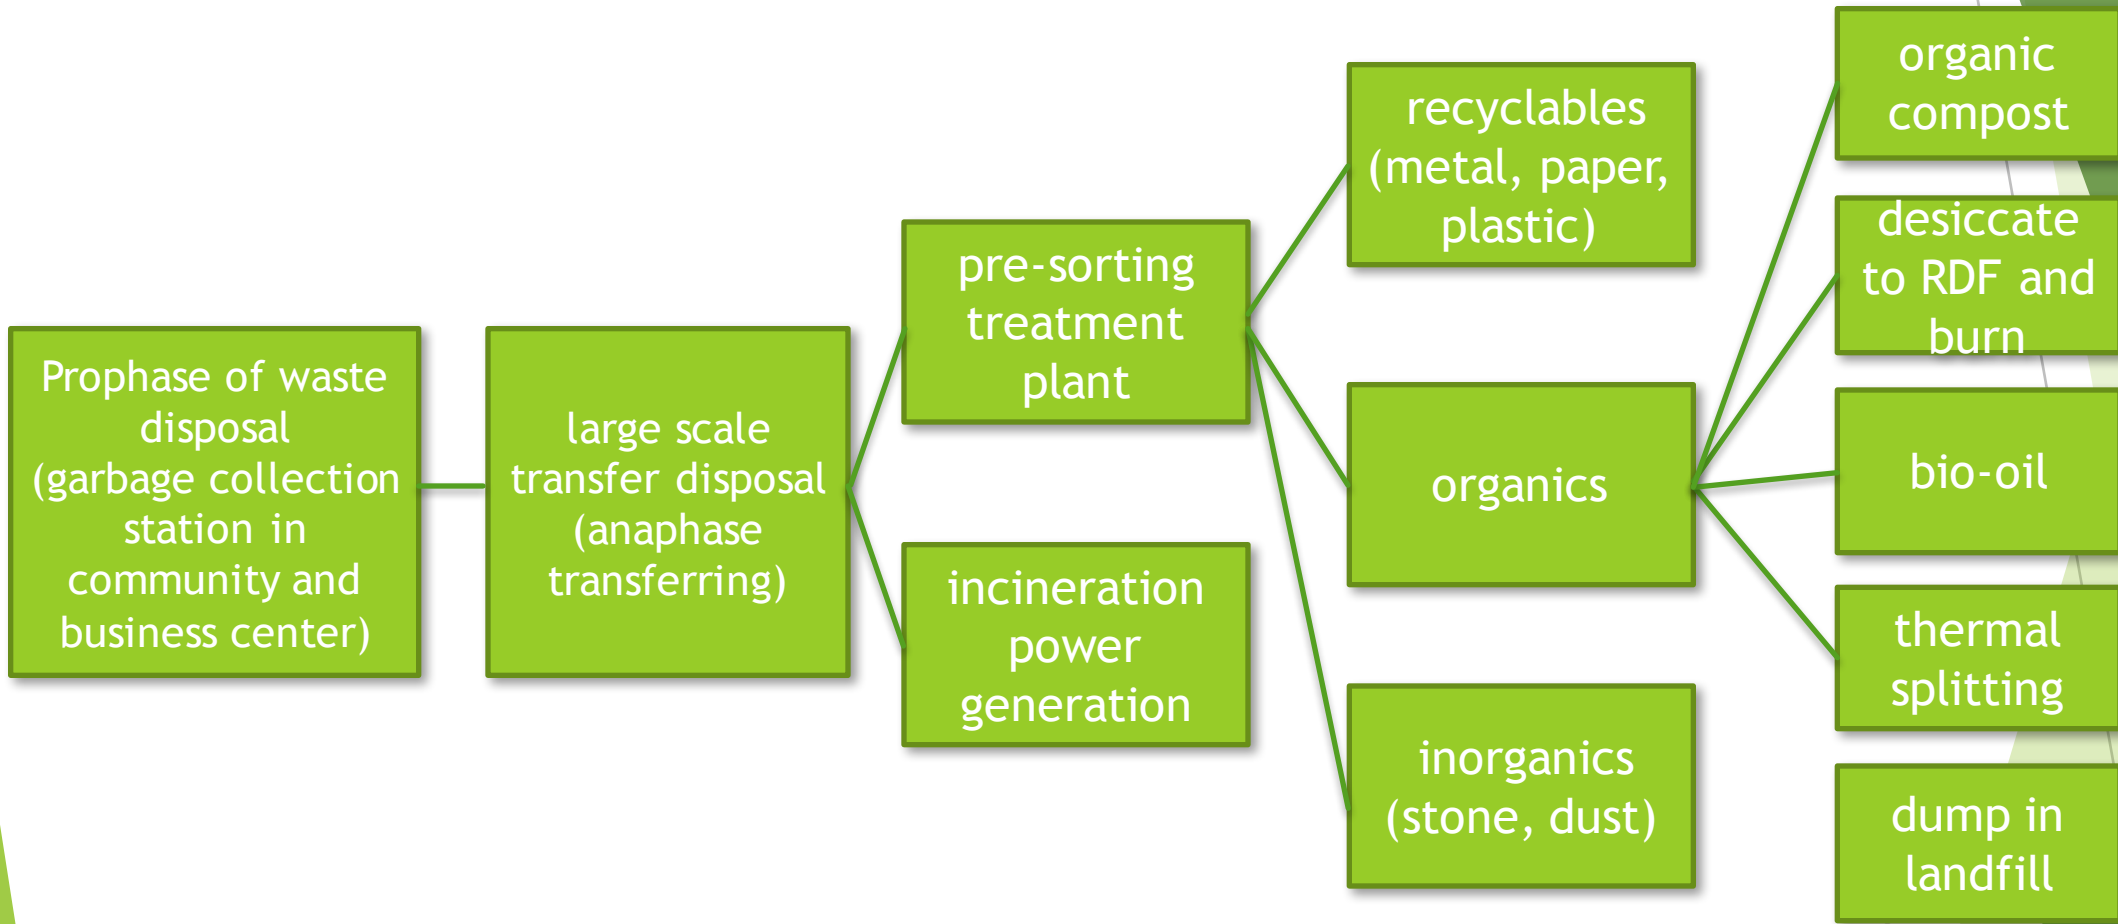 Prophase of waste
disposal
(garbage collection
station in
community and
business center)
large scale
transfer disposal
(anaphase
transferring)
pre-sorting
treatment
plant
incineration
power
generation
recyclables
(metal, paper,
plastic)
organics
inorganics
(stone, dust)
organic
compost
desiccate
to RDF and
burn
bio-oil
thermal
splitting
dump in
landfill